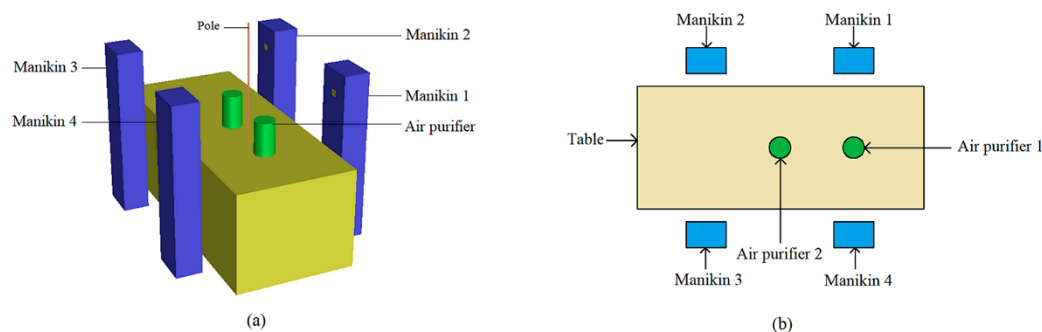 Pole
Manikin 2
Manikin 3
Manikin 1
Manikin 4
Air purifier
(a)
Manikin 2
Manikin 1
Table
Air purifier 1
Air purifier 2
Manikin 3
Manikin 4
(b)